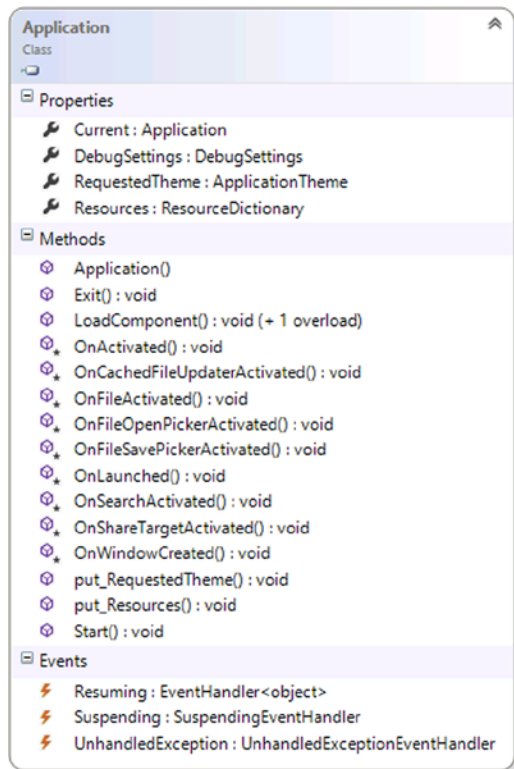 Application
Class
Properties
Current : Application
DebugSettings : DebugSettings
RequestedTheme : ApplicationTheme
Resources : ResourceDictionary
Methods
Application()
Exit() : void
LoadComponent() : void (+ 1 overload)
OnActivated() : void
OnCachedFileUpdaterActivated() : void
OnFileActivated() : void
OnFileOpenPickerActivated() : void
OnFileSavePickerActivated() : void
OnLaunched() : void
OnSearchActivated() : void
OnShareTargetActivated() : void
OnWindowCreated() : void
put_RequestedTheme() : void
put_Resources() : void
Start() : void
Events
Resuming : EventHandler<object>
Suspending : SuspendingEventHandler
UnhandledException : UnhandledExceptionEventHandler